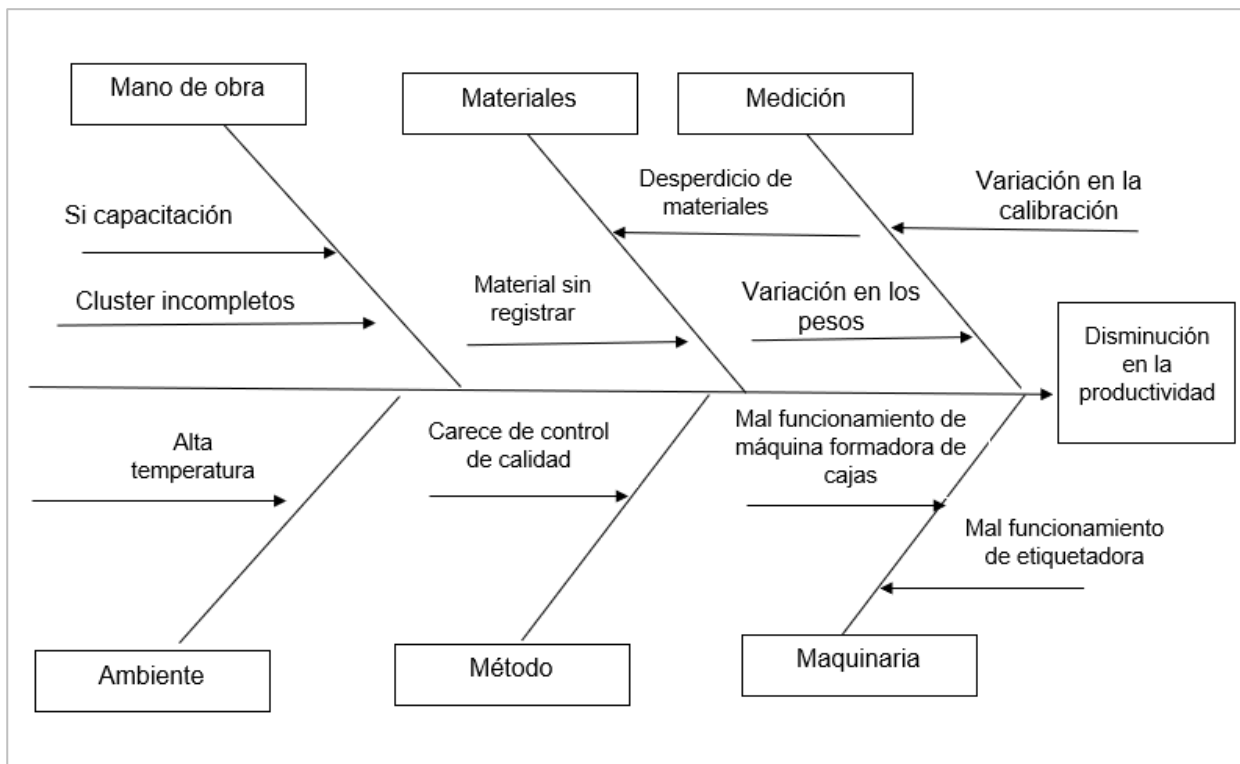 Mano de obra
Materiales
Medición
Si capacitación
Cluster incompletos
Desperdicio de
materiales
Material sin
registrar
Variación en la
calibración
Variación en los
pesos
Disminución
en la
productividad
Alta
temperatura
Carece de control
de calidad
Mal funcionamiento de
máquina formadora de
cajas
Mal funcionamiento
de etiquetadora
Ambiente
Método
Maquinaria